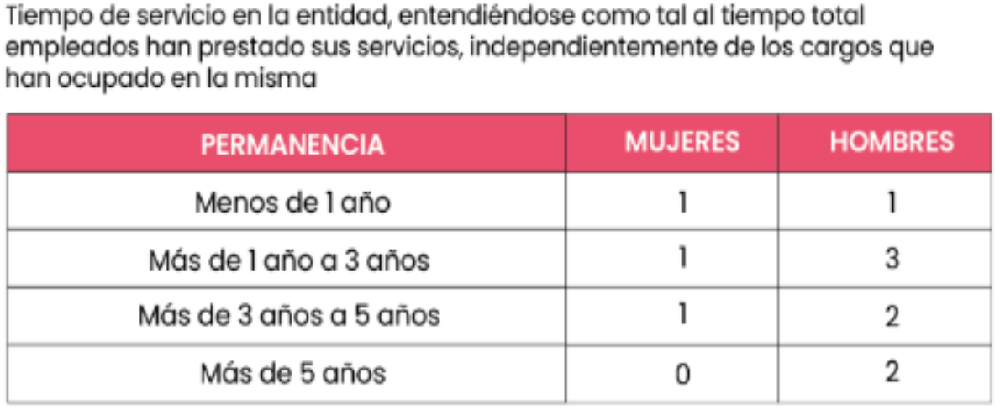 Tiempo de servicio en la entidad, entendiéndose como tal al tiempo total
empleados han prestado sus servicios, independientemente de los cargos que
han ocupado en la misma
PERMANENCIA MUJERES HOMBRES
Menos de 1 año 1 1
Más de 1 año a 3 años 1 3
Más de 3 años a 5 años 1 2
Más de 5 años 0 2